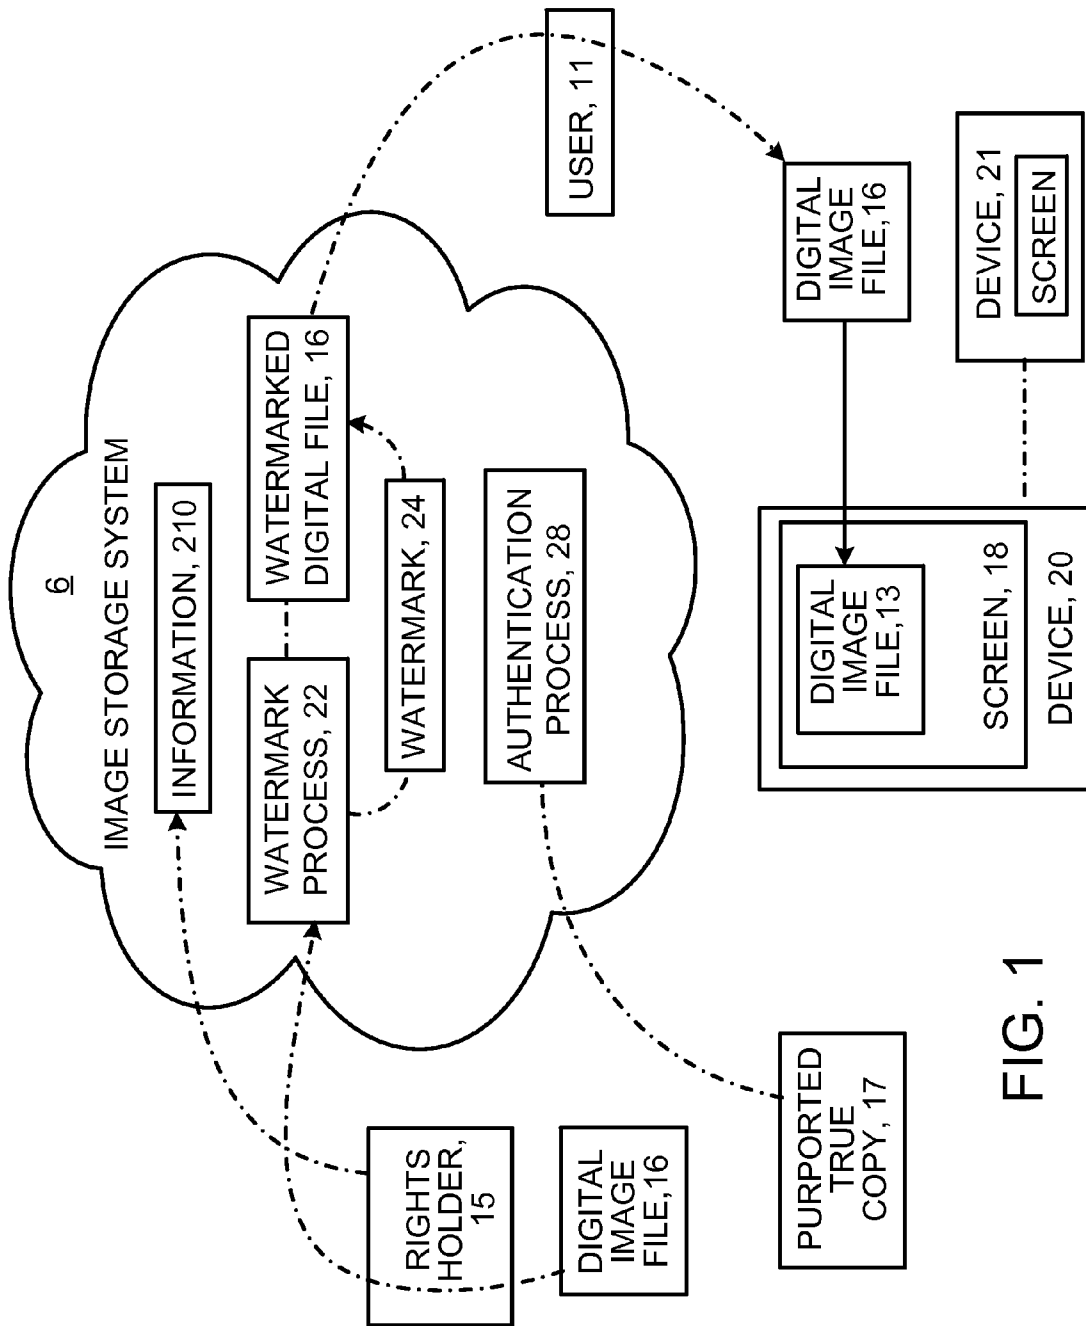 6
IMAGE STORAGE SYSTEM
INFORMATION, 210
WATERMARK
PROCESS, 22
WATERMARKED
DIGITAL FILE, 16
WATERMARK, 24
AUTHENTICATION
PROCESS, 28
RIGHTS
HOLDER,
15
DIGITAL
IMAGE
FILE,16
PURPORTED
TRUE
COPY, 17
USER, 11
DIGITAL
IMAGE
FILE,16
DIGITAL
IMAGE
FILE,13
SCREEN, 18
DEVICE, 20
DEVICE, 21
SCREEN
FIG. 1